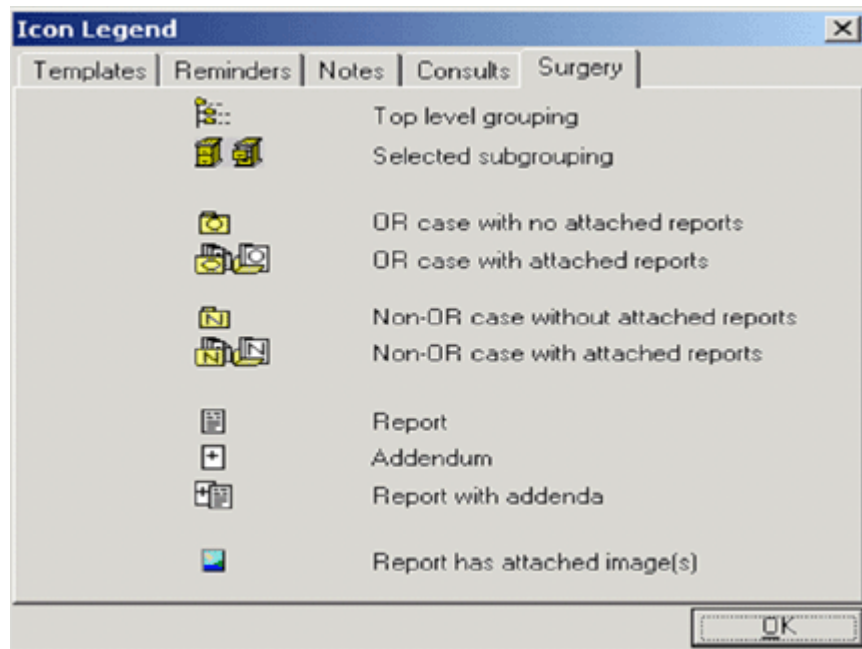 Icon Legend
Templates Reminders Notes Consults Surgery
Top level grouping
Selected subgrouping
OR case with no attached reports
OR case with attached reports
N Non-OR case without attached reports
N N Non-OR case with attached reports
Report
Addendum
Report with addenda
Report has attached image(s)
OK